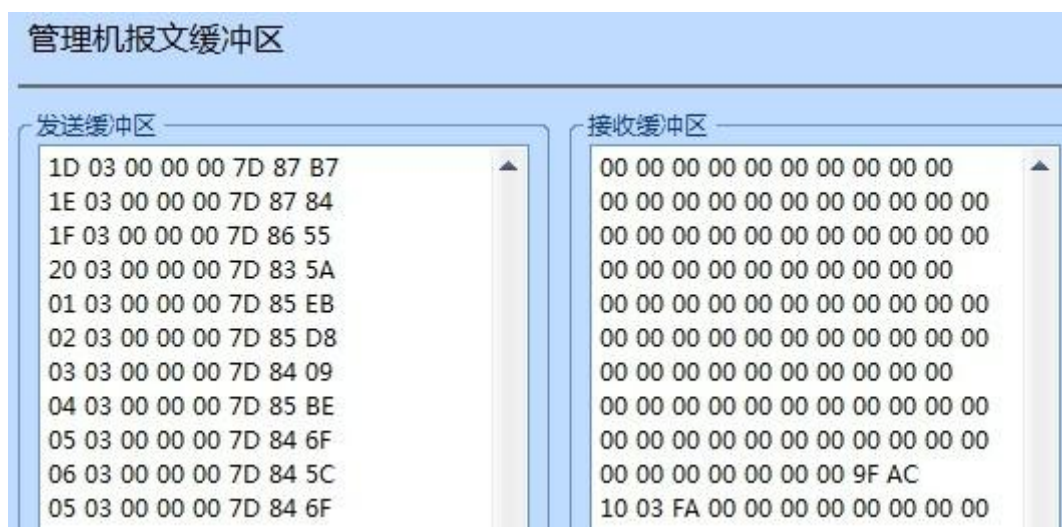 管理机报文缓冲区
发送缓冲区
1D 03 00 00 00 7D 87 B7
1E 03 00 00 00 7D 87 84
1F 03 00 00 00 7D 86 55
20 03 00 00 00 7D 83 5A
01 03 00 00 00 7D 85 EB
02 03 00 00 00 7D 85 D8
03 03 00 00 00 7D 84 09
04 03 00 00 00 7D 85 BE
05 03 00 00 00 7D 84 6F
06 03 00 00 00 7D 84 5C
05 03 00 00 00 7D 84 6F
接收缓冲区
00 00 00 00 00 00 00 00 00 00
00 00 00 00 00 00 00 00 00 00 00
00 00 00 00 00 00 00 00 00 00 00
00 00 00 00 00 00 00 00 00 00
00 00 00 00 00 00 00 00 00 00 00
00 00 00 00 00 00 00 00 00 00 00
00 00 00 00 00 00 00 00 00 00
00 00 00 00 00 00 00 00 00 00 00
00 00 00 00 00 00 00 00 00 00 00
00 00 00 00 00 00 00 9F AC
10 03 FA 00 00 00 00 00 00 00 00